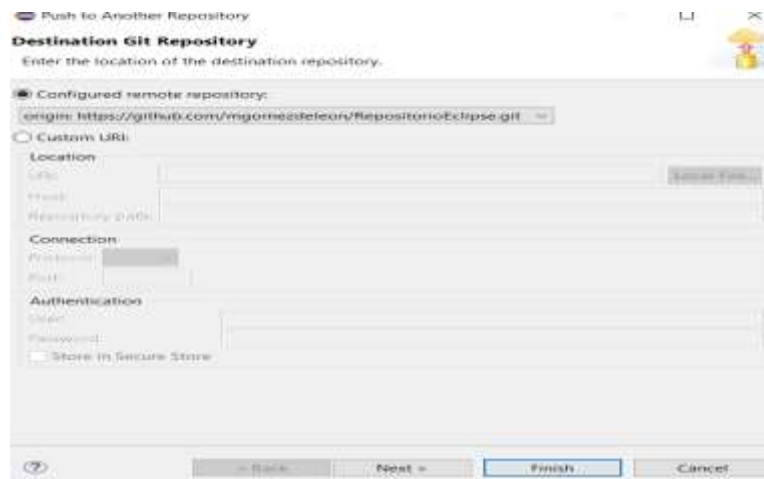 Push to Another Repository
Destination Git Repository
Enter the location of the destination repository.
Configured remote repository:
origin: https://github.com/mgomezdeleon/RepositorioEclipse.git
Custom URI:
Location
URI:
Host:
Repository path:
Connection
Protocol:
Port:
Authentication
User:
Password:
Store in Secure Store
< Back Next > Finish Cancel